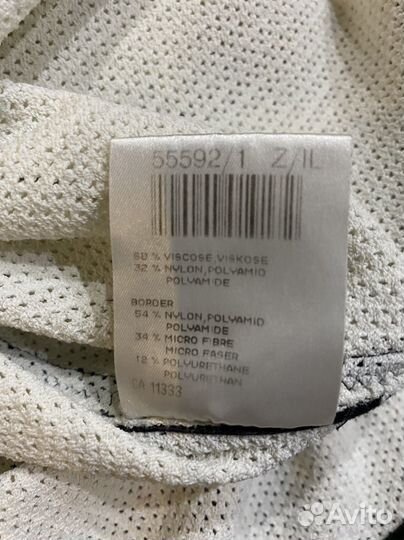 55592/1 Z/IL
68 % VISCOSE,VISKOSE
32 % NYLON,POLYAMID
POLYAMIDE
BORDER
54 % NYLON,POLYAMID
POLYAMIDE
34 % MICRO FIBRE
MICRO FASER
12 % POLYURETHANE
POLYURETHAN
CA 11333
Avito